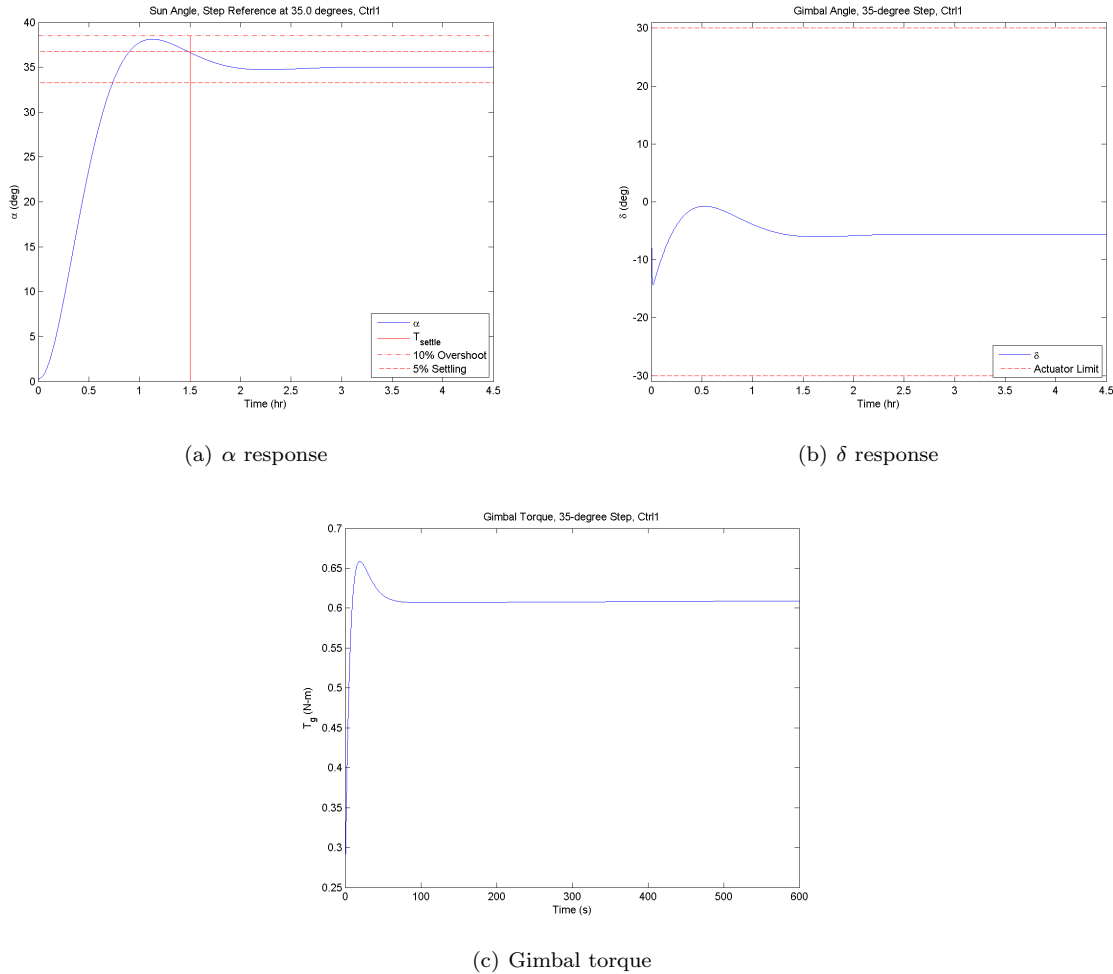 Sun Angle, Step Reference at 35.0 degrees, Ctrl1
40
35
30
25
20
15
10
5
0
α (deg)
0 0.5 1 1.5 2 2.5 3 3.5 4 4.5
Time (hr)
α
T_settle
10% Overshoot
5% Settling
(a) α response
Gimbal Angle, 35-degree Step, Ctrl1
30
20
10
0
-10
-20
-30
δ (deg)
0 0.5 1 1.5 2 2.5 3 3.5 4 4.5
Time (hr)
δ
Actuator Limit
(b) δ response
Gimbal Torque, 35-degree Step, Ctrl1
0.7
0.65
0.6
0.55
0.5
0.45
0.4
0.35
0.3
0.25
T_g (N-m)
0 100 200 300 400 500 600
Time (s)
(c) Gimbal torque